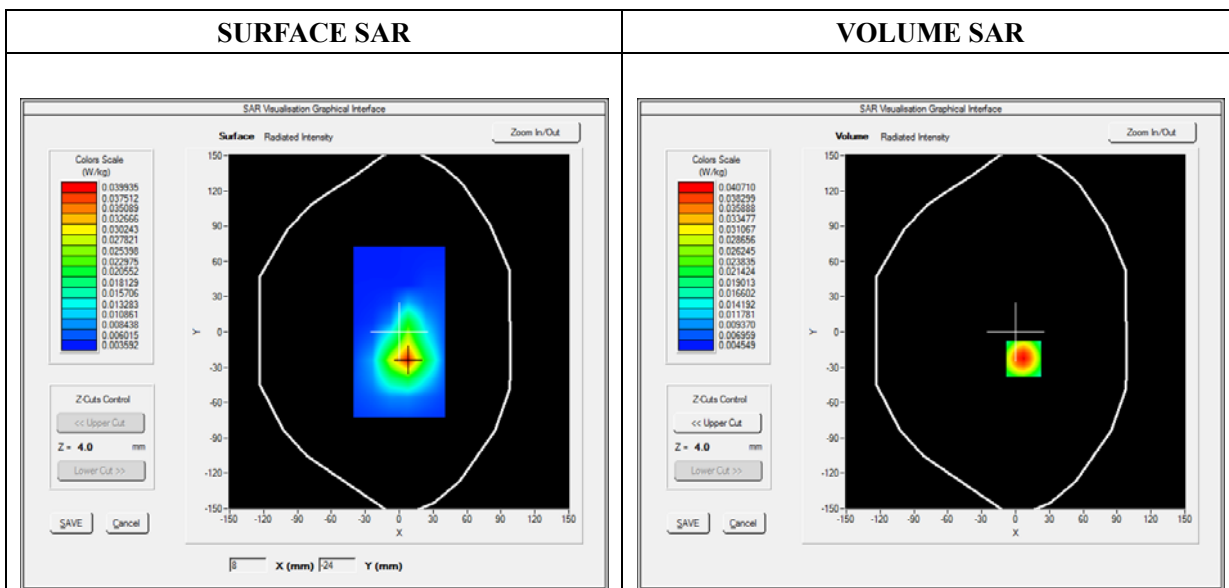 SURFACE SAR
VOLUME SAR
SAR Visualisation Graphical Interface
Surface Radiated Intensity
Zoom In/Out
Colors Scale
(W/kg)
0.039935
0.037512
0.035089
0.032666
0.030243
0.027821
0.025398
0.022975
0.020552
0.018129
0.015706
0.013283
0.010861
0.008438
0.006015
0.003592
150
120
90
60
30
0
-30
-60
-90
-120
-150
Y
-150 -120 -90 -60 -30 0 30 60 90 120 150
X
Z-Cuts Control
<< Upper Cut
Z = 4.0 mm
Lower Cut >>
SAVE Cancel
8 X (mm) -24 Y (mm)
SAR Visualisation Graphical Interface
Volume Radiated Intensity
Zoom In/Out
Colors Scale
(W/kg)
0.040710
0.038299
0.035888
0.033477
0.031067
0.028656
0.026245
0.023835
0.021424
0.019013
0.016602
0.014192
0.011781
0.009370
0.006959
0.004549
150
120
90
60
30
0
-30
-60
-90
-120
-150
Y
-150 -120 -90 -60 -30 0 30 60 90 120 150
X
Z-Cuts Control
<< Upper Cut
Z = 4.0 mm
Lower Cut >>
SAVE Cancel